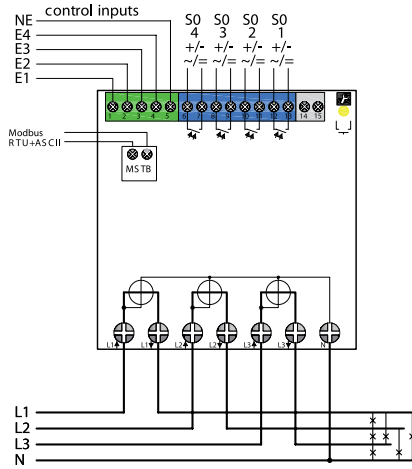 control inputs
NE
E4
E3
E2
E1
S0 S0 S0 S0
4 3 2 1
+/- +/- +/- +/-
~/= ~/= ~/= ~/=
1 2 3 4 5 6 7 8 9 10 11 12 13 14 15
Modbus
RTU+ASCII
MS TB
L1 L1 L2 L2 L3 L3 N
L1
L2
L3
N